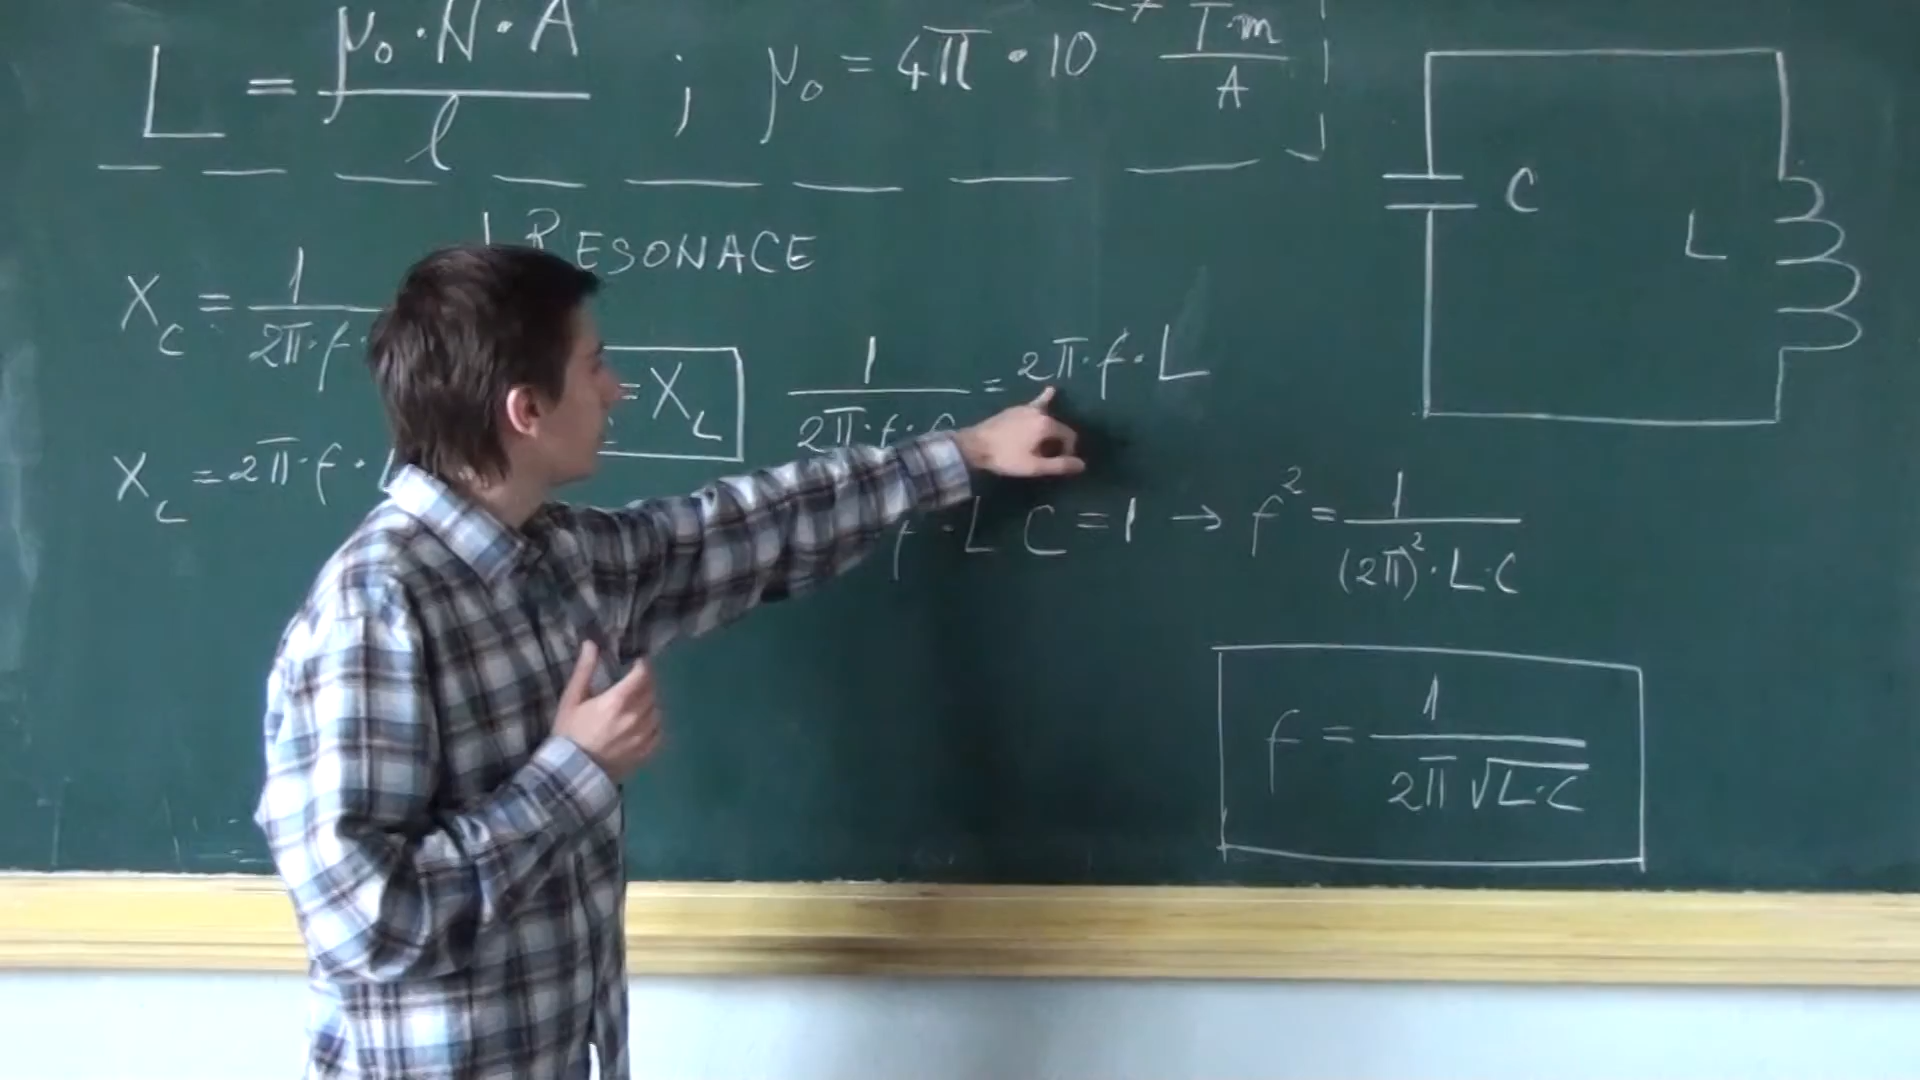 L = μ₀·N·A / l ; μ₀ = 4π·10⁻⁷ T·m / A
RESONACE
X_C = 1 / 2π·f·
= X_L
1 / 2π·f· = 2π·f·L
X_L = 2π·f·L
f ·L C = 1 → f² = 1 / (2π)²·L·C
f = 1 / 2π√L·C
C
L